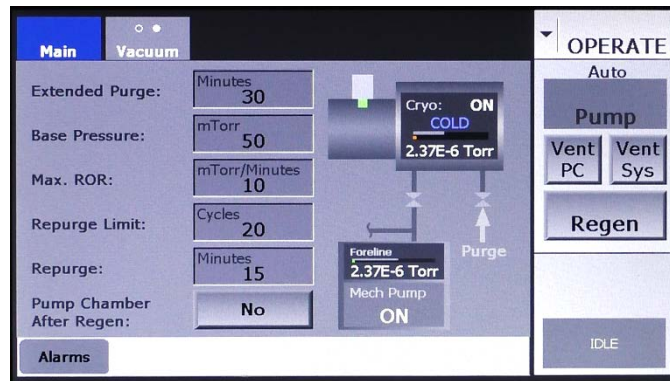 Main
Vacuum
OPERATE
Extended Purge:
Minutes
30
Base Pressure:
mTorr
50
Max. ROR:
mTorr/Minutes
10
Repurge Limit:
Cycles
20
Repurge:
Minutes
15
Pump Chamber
After Regen:
No
Cryo: ON
COLD
2.37E-6 Torr
Purge
Foreline
2.37E-6 Torr
Mech Pump
ON
Auto
Pump
Vent
PC
Vent
Sys
Regen
IDLE
Alarms